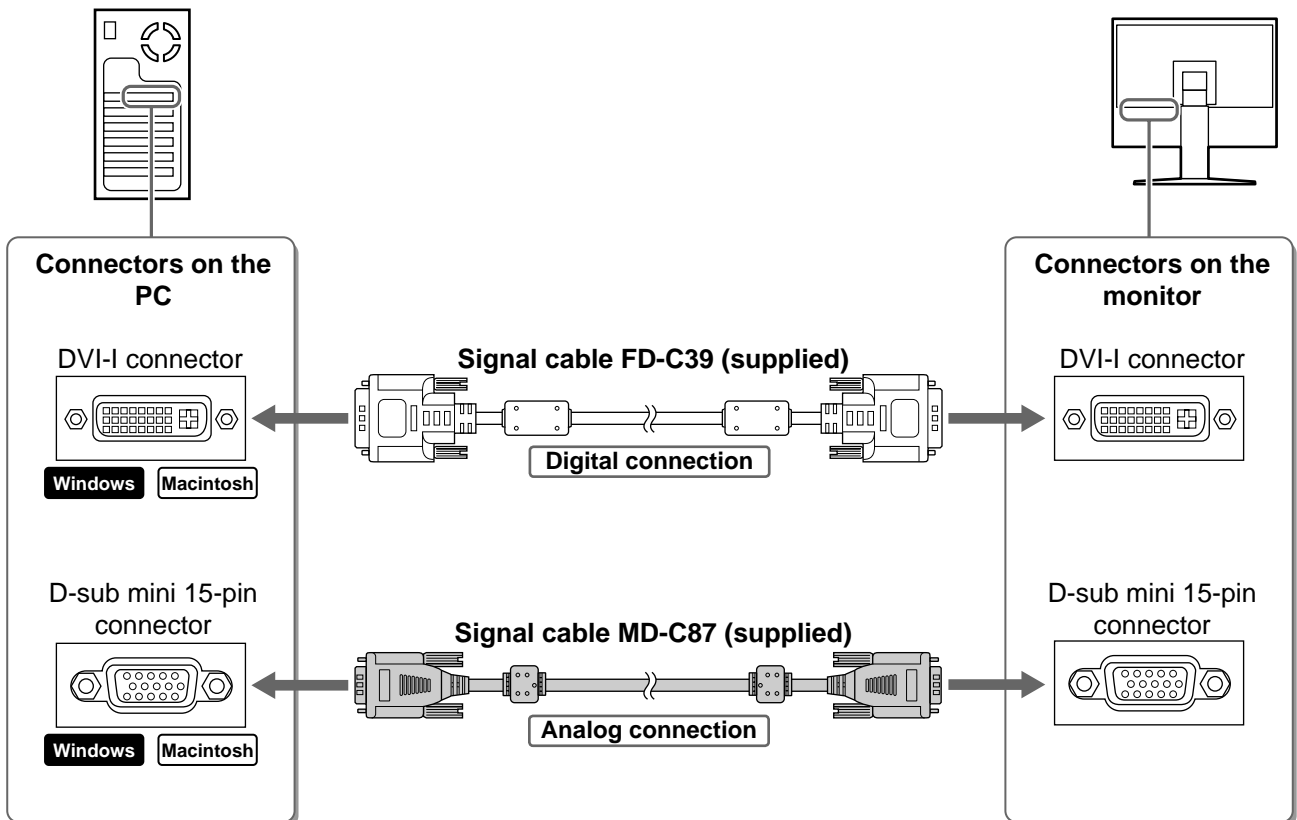 Connectors on the
PC
DVI-I connector
Windows Macintosh
D-sub mini 15-pin
connector
Windows Macintosh
Signal cable FD-C39 (supplied)
Digital connection
Signal cable MD-C87 (supplied)
Analog connection
Connectors on the
monitor
DVI-I connector
D-sub mini 15-pin
connector